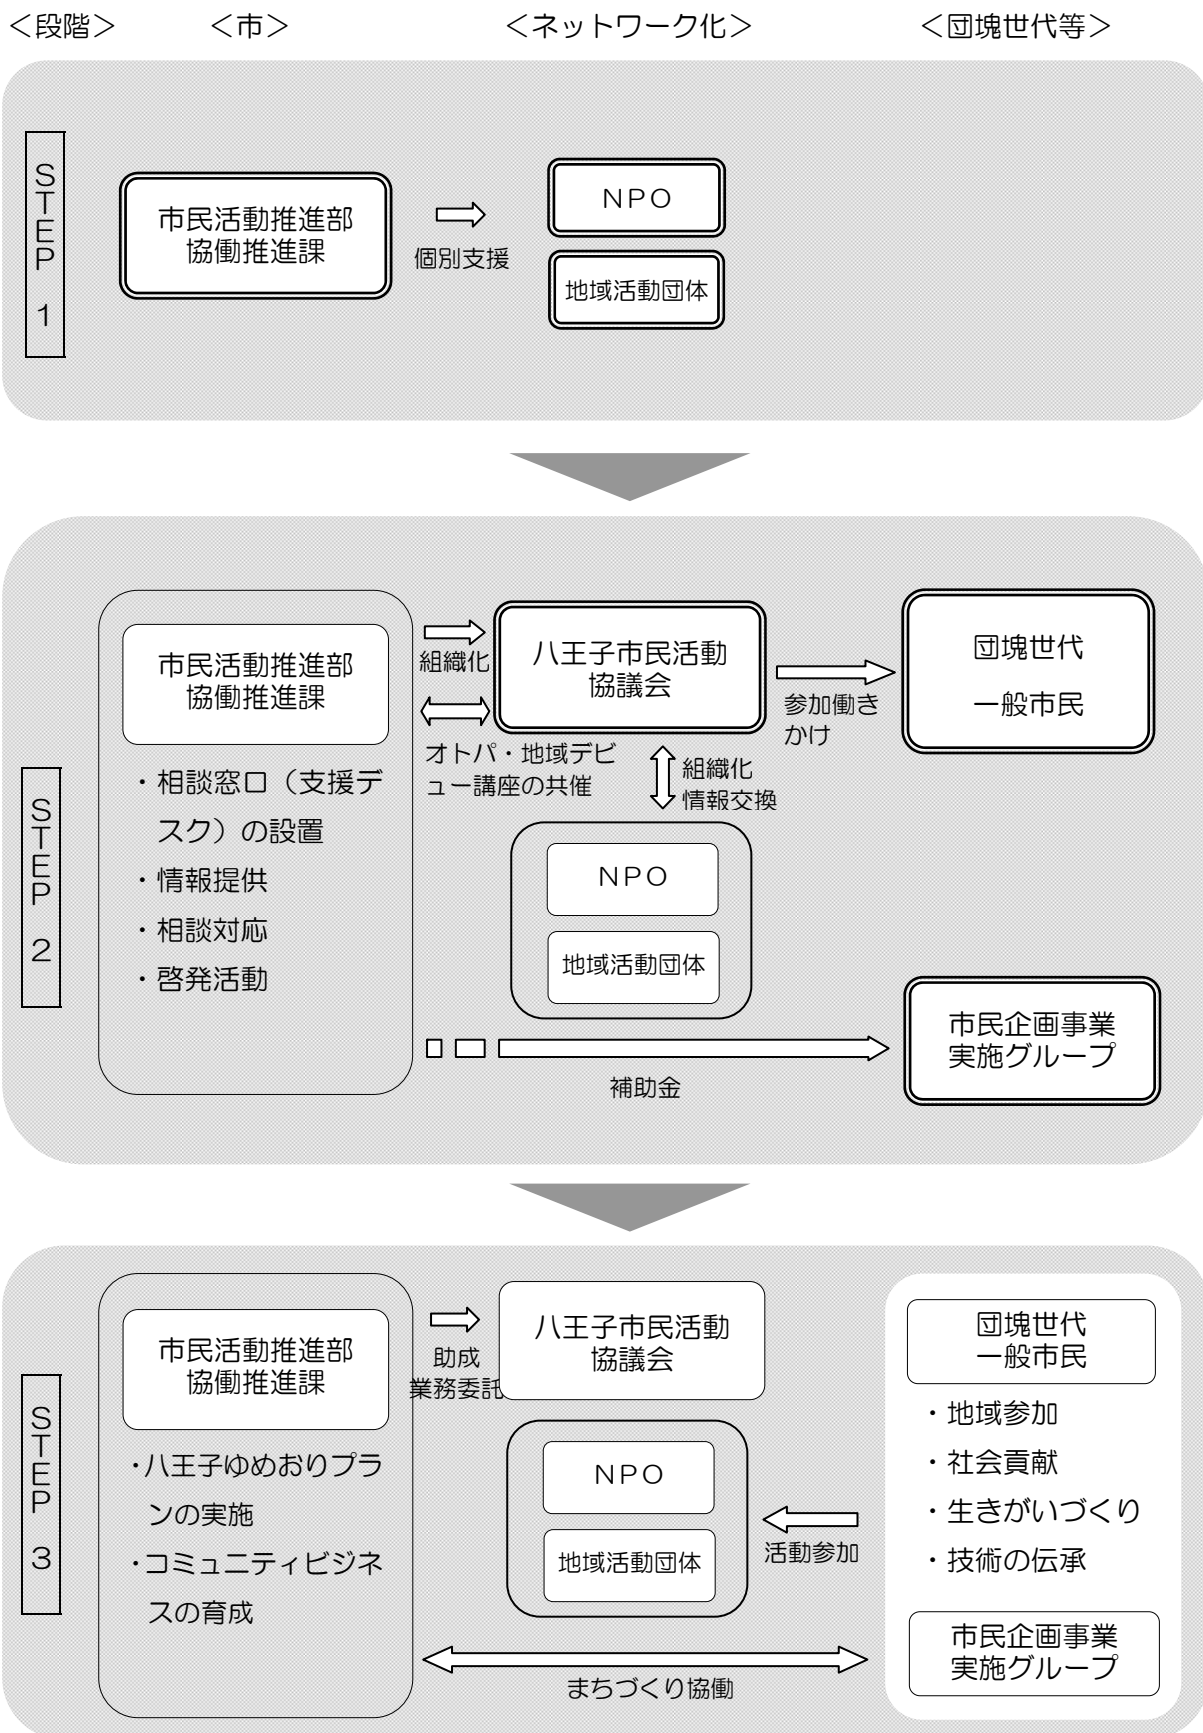 ＜段階＞
＜市＞
＜ネットワーク化＞
＜団塊世代等＞
ＳＴＥＰ １
市民活動推進部
協働推進課
個別支援
ＮＰＯ
地域活動団体
ＳＴＥＰ ２
市民活動推進部
協働推進課
・相談窓口（支援デ
スク）の設置
・情報提供
・相談対応
・啓発活動
組織化
オトパ・地域デビ
ュー講座の共催
八王子市民活動
協議会
組織化
情報交換
ＮＰＯ
地域活動団体
参加働き
かけ
団塊世代
一般市民
補助金
市民企画事業
実施グループ
ＳＴＥＰ ３
市民活動推進部
協働推進課
・八王子ゆめおりプラ
ンの実施
・コミュニティビジネ
スの育成
助成
業務委託
八王子市民活動
協議会
ＮＰＯ
地域活動団体
活動参加
団塊世代
一般市民
・地域参加
・社会貢献
・生きがいづくり
・技術の伝承
まちづくり協働
市民企画事業
実施グループ